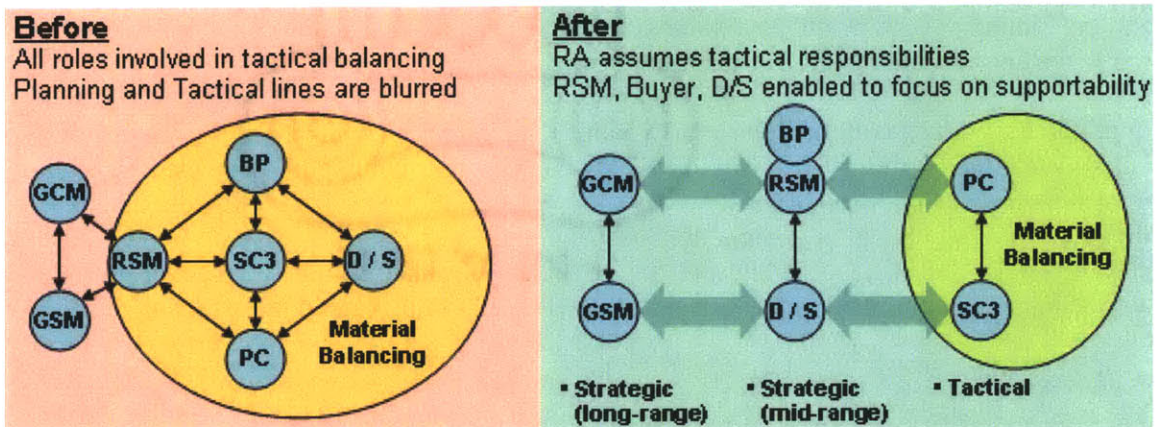 Before
All roles involved in tactical balancing
Planning and Tactical lines are blurred
BP
GCM
RSM
SC3
D / S
GSM
PC
Material
Balancing
After
RA assumes tactical responsibilities
RSM, Buyer, D/S enabled to focus on supportability
BP
GCM
RSM
PC
Material
Balancing
GSM
D / S
SC3
▪ Strategic
(long-range)
▪ Strategic
(mid-range)
▪ Tactical